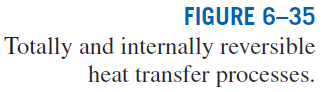 FIGURE 6–35
Totally and internally reversible
heat transfer processes.